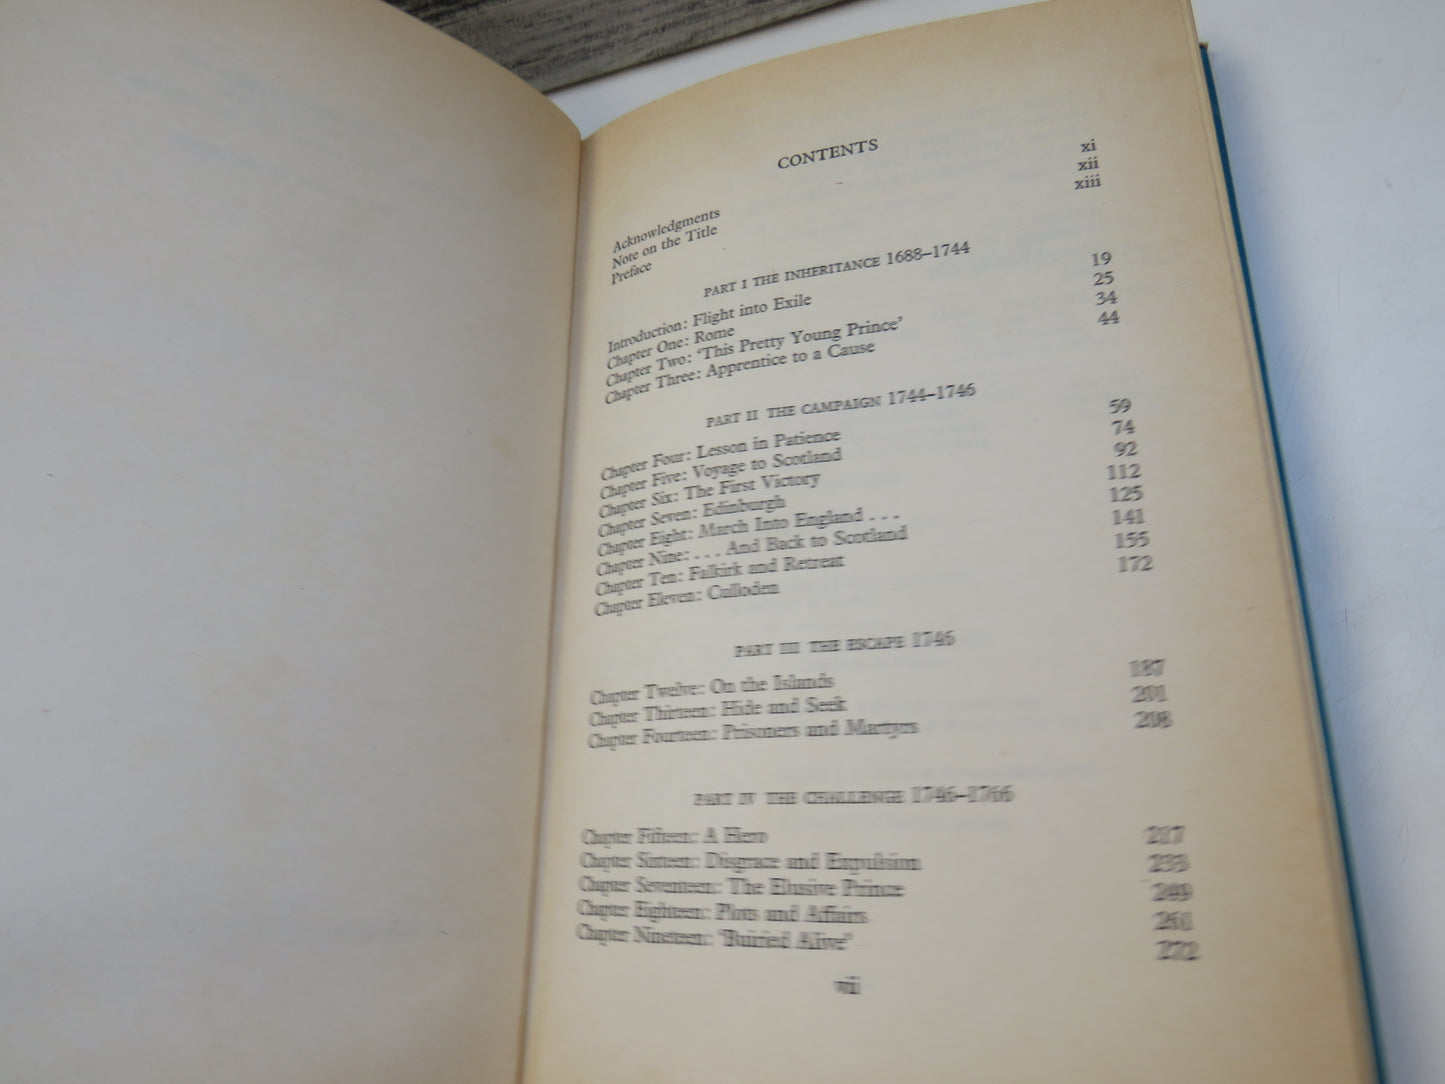 CONTENTS
Acknowledgments xi
Note on the Title xii
Preface xiii
PART I THE INHERITANCE 1688–1744
Introduction: Flight into Exile 19
Chapter One: Rome 25
Chapter Two: ‘This Pretty Young Prince’ 34
Chapter Three: Apprentice to a Cause 44
PART II THE CAMPAIGN 1744–1746
Chapter Four: Lesson in Patience 59
Chapter Five: Voyage to Scotland 74
Chapter Six: The First Victory 92
Chapter Seven: Edinburgh 112
Chapter Eight: March Into England . . . 125
Chapter Nine: . . . And Back to Scotland 141
Chapter Ten: Falkirk and Retreat 155
Chapter Eleven: Culloden 172
PART III THE ESCAPE 1746
Chapter Twelve: On the Islands 187
Chapter Thirteen: Hide and Seek 201
Chapter Fourteen: Prisoners and Martyrs 208
PART IV THE CHALLENGE 1746–1766
Chapter Fifteen: A Hero 217
Chapter Sixteen: Disgrace and Expulsion 233
Chapter Seventeen: The Elusive Prince 249
Chapter Eighteen: Plots and Affairs 261
Chapter Nineteen: ‘Buried Alive’ 272
vii